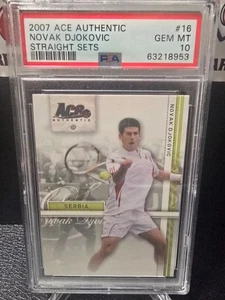 2007 ACE AUTHENTIC #16
NOVAK DJOKOVIC GEM MT
STRAIGHT SETS 10
PSA 63218953
Ace
AUTHENTIC
NOVAK DJOKOVIC
SERBIA